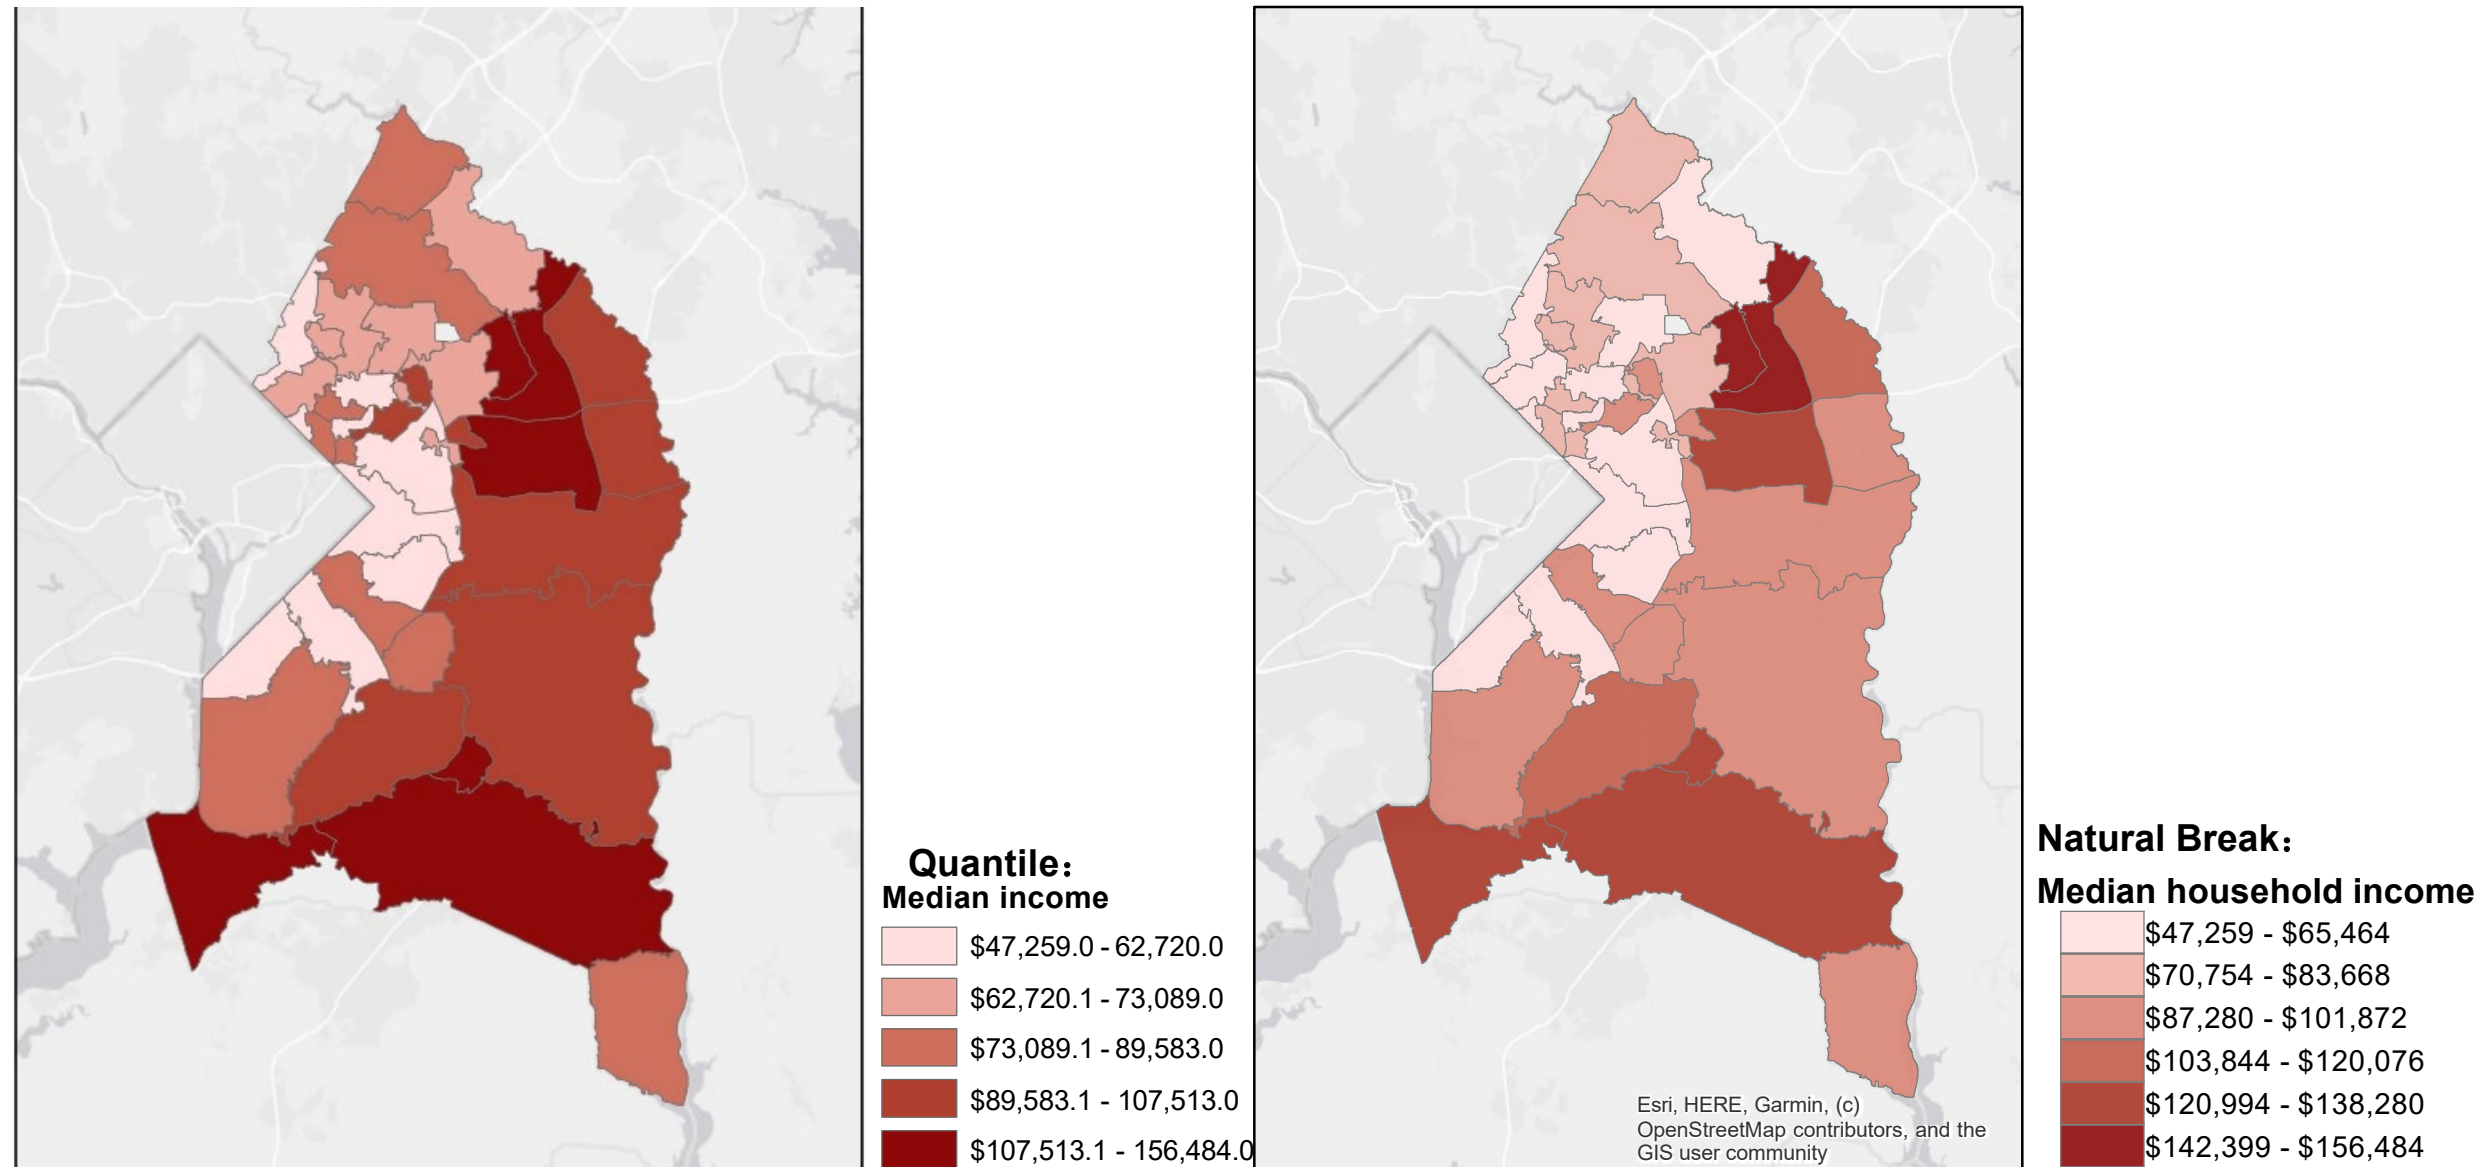 Quantile：
Median income
$47,259.0 - 62,720.0
$62,720.1 - 73,089.0
$73,089.1 - 89,583.0
$89,583.1 - 107,513.0
$107,513.1 - 156,484.0
Esri, HERE, Garmin, (c)
OpenStreetMap contributors, and the
GIS user community
Natural Break：
Median household income
$47,259 - $65,464
$70,754 - $83,668
$87,280 - $101,872
$103,844 - $120,076
$120,994 - $138,280
$142,399 - $156,484